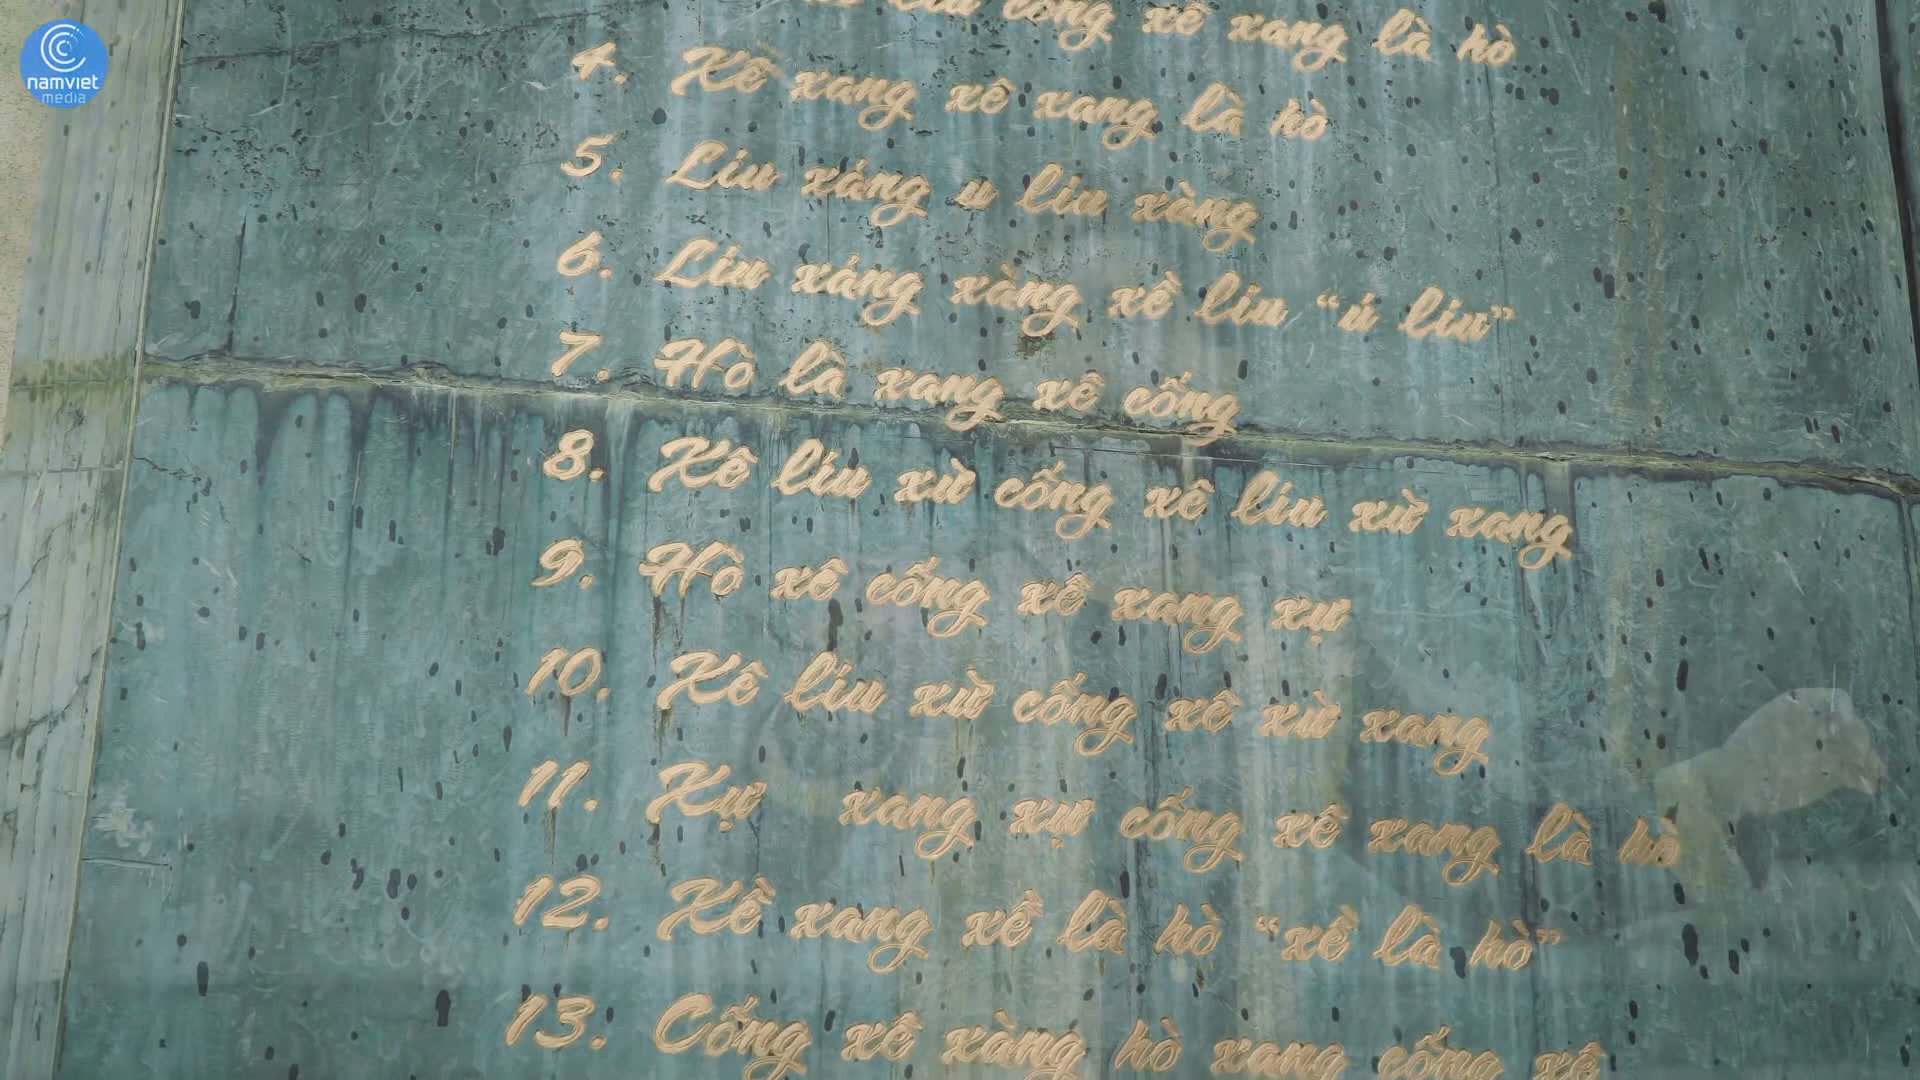 namviet
media
liu cống xê xang là hò
4. Xê xang xê xang là hò
5. Liu xáng u liu xàng
6. Liu xáng xàng xề liu “ú liu”
7. Hò là xang xê cống
8. Xê líu xừ cống xê líu xừ xang
9. Hò xê cống xê xang xự
10. Xê líu xừ cống xê xừ xang
11. Xự xang xự cống xê xang là hò
12. Xề xang xề là hò “xề là hò”
13. Cống xê xàng hò xang cống xê